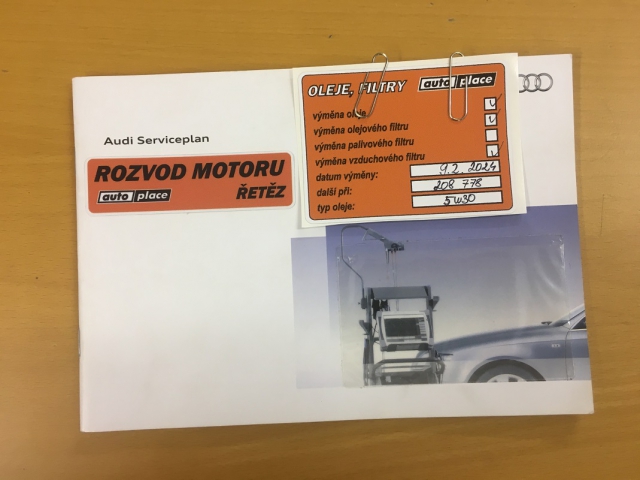 OLEJE, FILTRY auto place
výměna oleje
výměna olejového filtru
výměna palivového filtru
výměna vzduchového filtru
datum výměny: 9.2.2024
další při: 208 778
typ oleje: 5W30
Audi Serviceplan
ROZVOD MOTORU
auto place ŘETĚZ